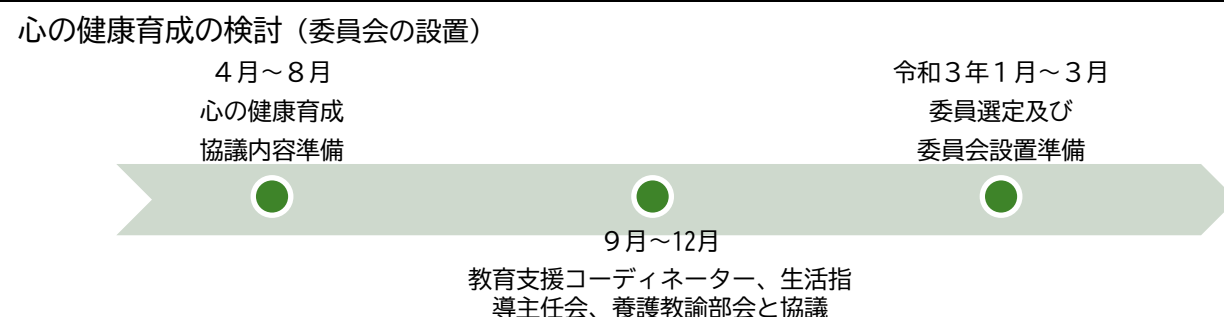 心の健康育成の検討（委員会の設置）
４月～８月
心の健康育成
協議内容準備
令和３年１月～３月
委員選定及び
委員会設置準備
９月～12月
教育支援コーディネーター、生活指
導主任会、養護教諭部会と協議